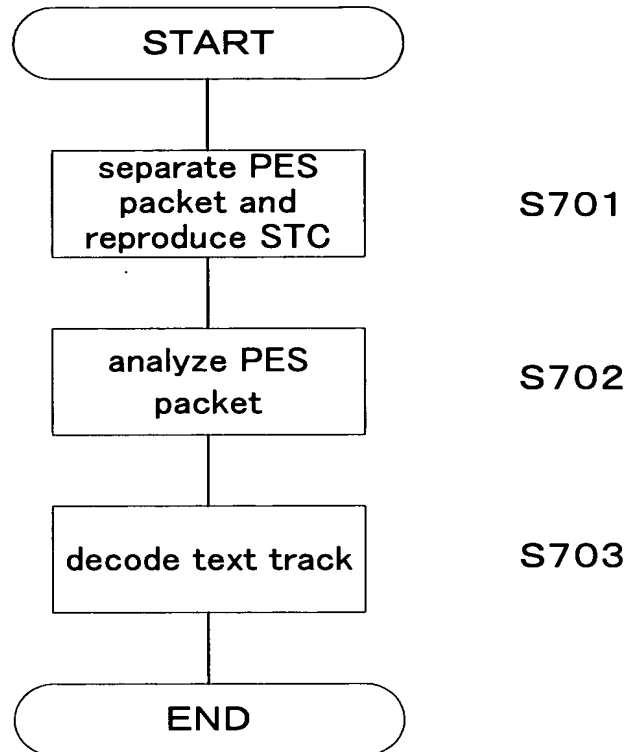 START
separate PES
packet and
reproduce STC
S701
analyze PES
packet
S702
decode text track
S703
END